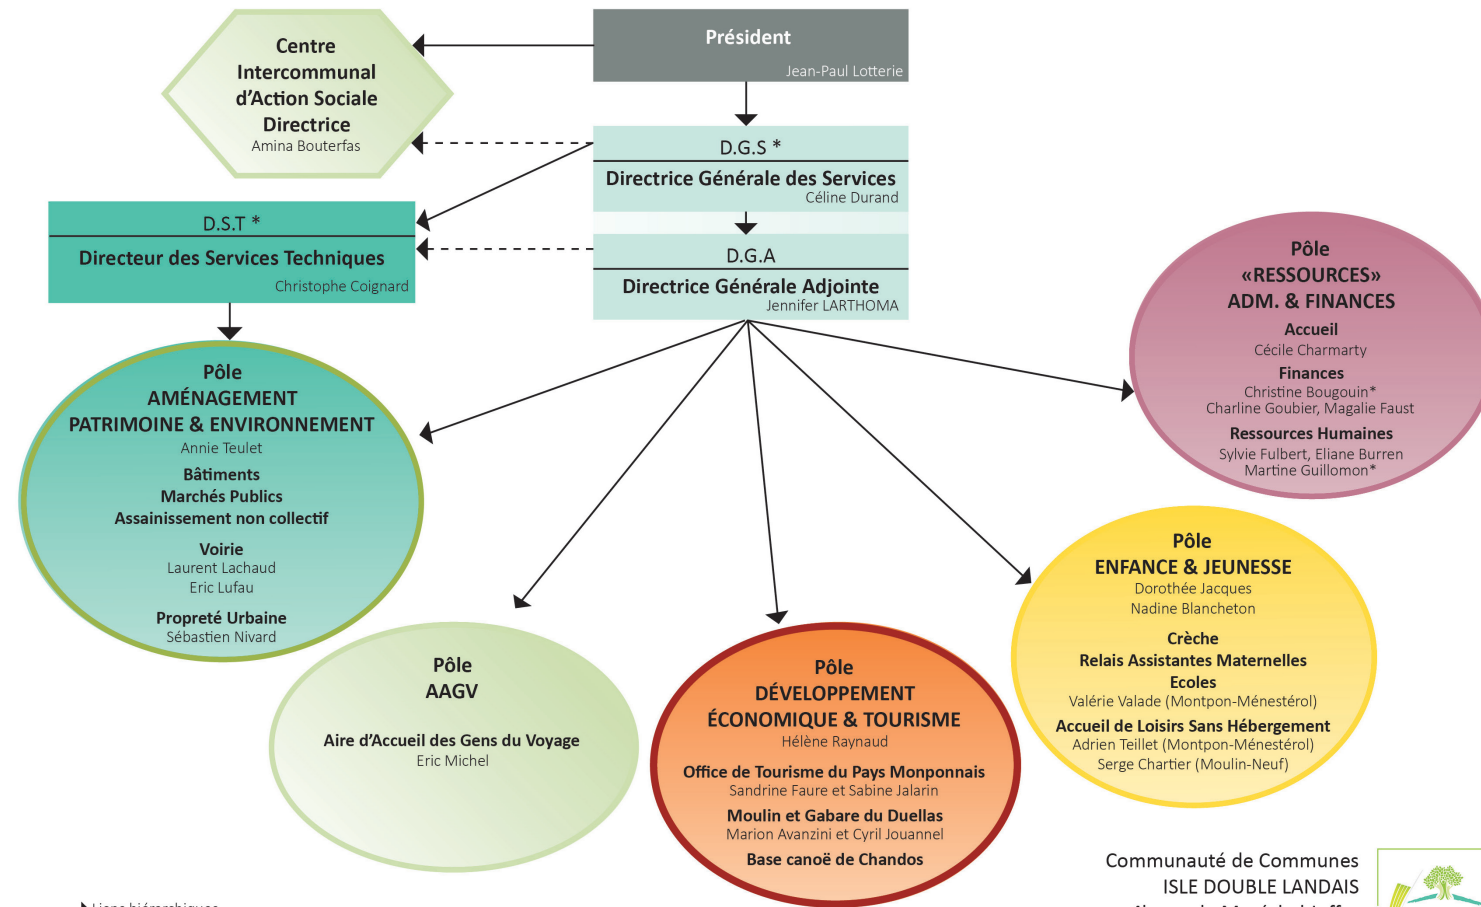 Centre
Intercommunal
d'Action Sociale
Directrice
Amina Bouterfas
Président
Jean-Paul Lotterie
D.G.S *
Directrice Générale des Services
Céline Durand
D.S.T *
Directeur des Services Techniques
Christophe Coignard
D.G.A
Directrice Générale Adjointe
Jennifer LARTHOMA
Pôle
«RESSOURCES»
ADM. & FINANCES
Accueil
Cécile Charmarty
Finances
Christine Bougouin*
Charline Goubier, Magalie Faust
Ressources Humaines
Sylvie Fulbert, Eliane Burren
Martine Guillomon*
Pôle
AMÉNAGEMENT
PATRIMOINE & ENVIRONNEMENT
Annie Teulet
Bâtiments
Marchés Publics
Assainissement non collectif
Voirie
Laurent Lachaud
Eric Lufau
Propreté Urbaine
Sébastien Nivard
Pôle
AAGV
Aire d'Accueil des Gens du Voyage
Eric Michel
Pôle
DÉVELOPPEMENT
ÉCONOMIQUE & TOURISME
Hélène Raynaud
Office de Tourisme du Pays Monponnais
Sandrine Faure et Sabine Jalarin
Moulin et Gabare du Duellas
Marion Avanzini et Cyril Jouannel
Base canoë de Chandos
Pôle
ENFANCE & JEUNESSE
Dorothée Jacques
Nadine Blancheton
Crèche
Relais Assistantes Maternelles
Ecoles
Valérie Valade (Montpon-Ménestérol)
Accueil de Loisirs Sans Hébergement
Adrien Teillet (Montpon-Ménestérol)
Serge Chartier (Moulin-Neuf)
Communauté de Communes
ISLE DOUBLE LANDAIS